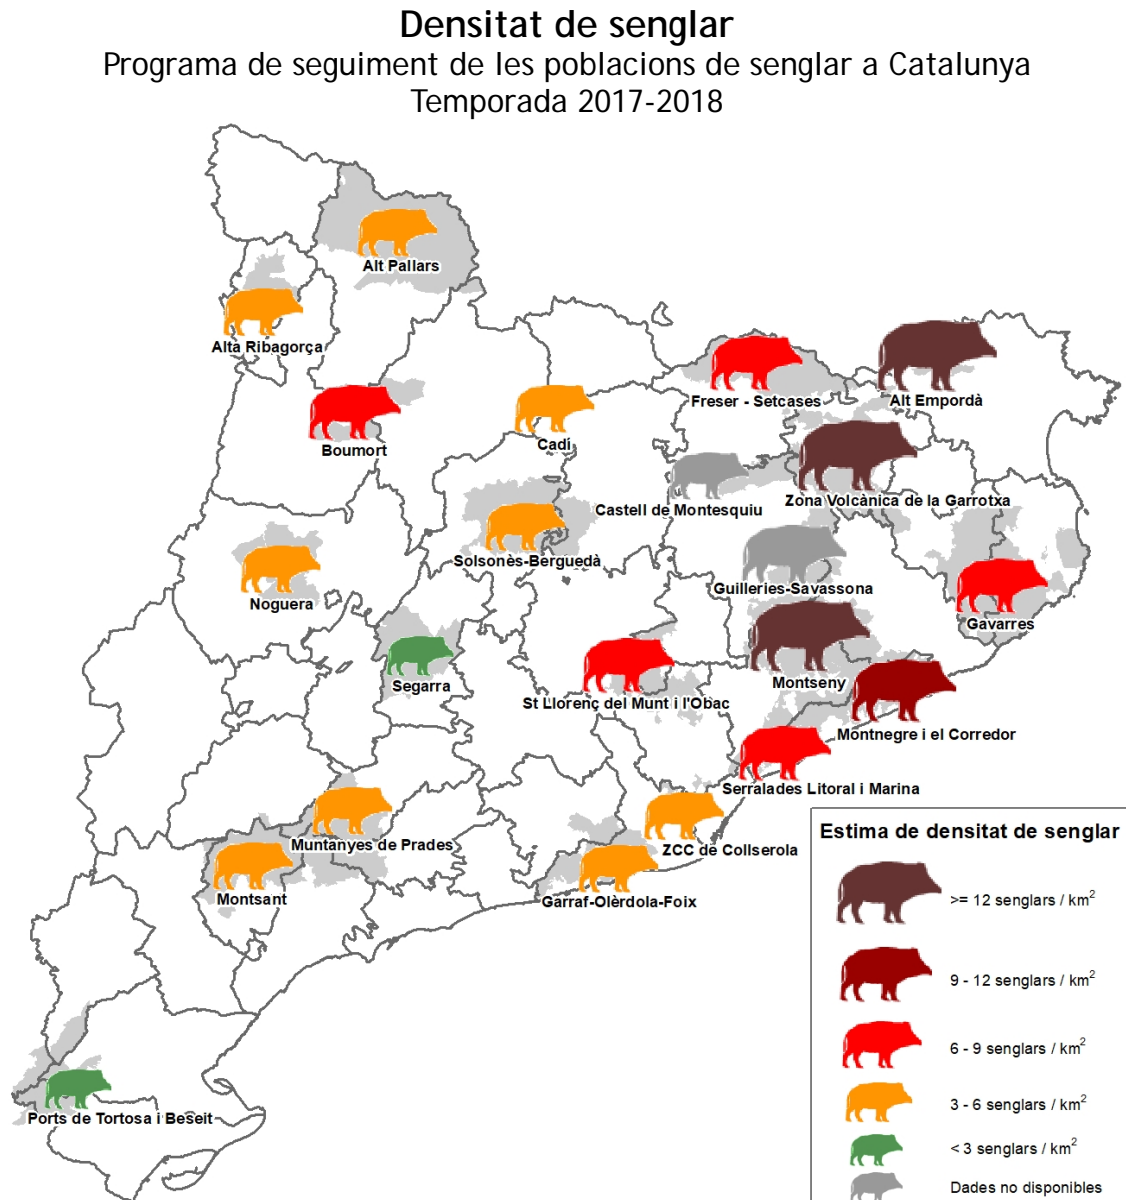 Densitat de senglar
Programa de seguiment de les poblacions de senglar a Catalunya
Temporada 2017-2018
Alt Pallars
Alta Ribagorça
Freser - Setcases
Alt Empordà
Boumort
Cadí
Zona Volcànica de la Garrotxa
Castell de Montesquiu
Solsonès-Berguedà
Guilleries-Savassona
Noguera
Gavarres
Segarra
Montseny
St Llorenç del Munt i l'Obac
Montnegre i el Corredor
Serralades Litoral i Marina
Muntanyes de Prades
ZCC de Collserola
Montsant
Garraf-Olèrdola-Foix
Ports de Tortosa i Beseit
Estima de densitat de senglar
>= 12 senglars / km²
9 - 12 senglars / km²
6 - 9 senglars / km²
3 - 6 senglars / km²
< 3 senglars / km²
Dades no disponibles